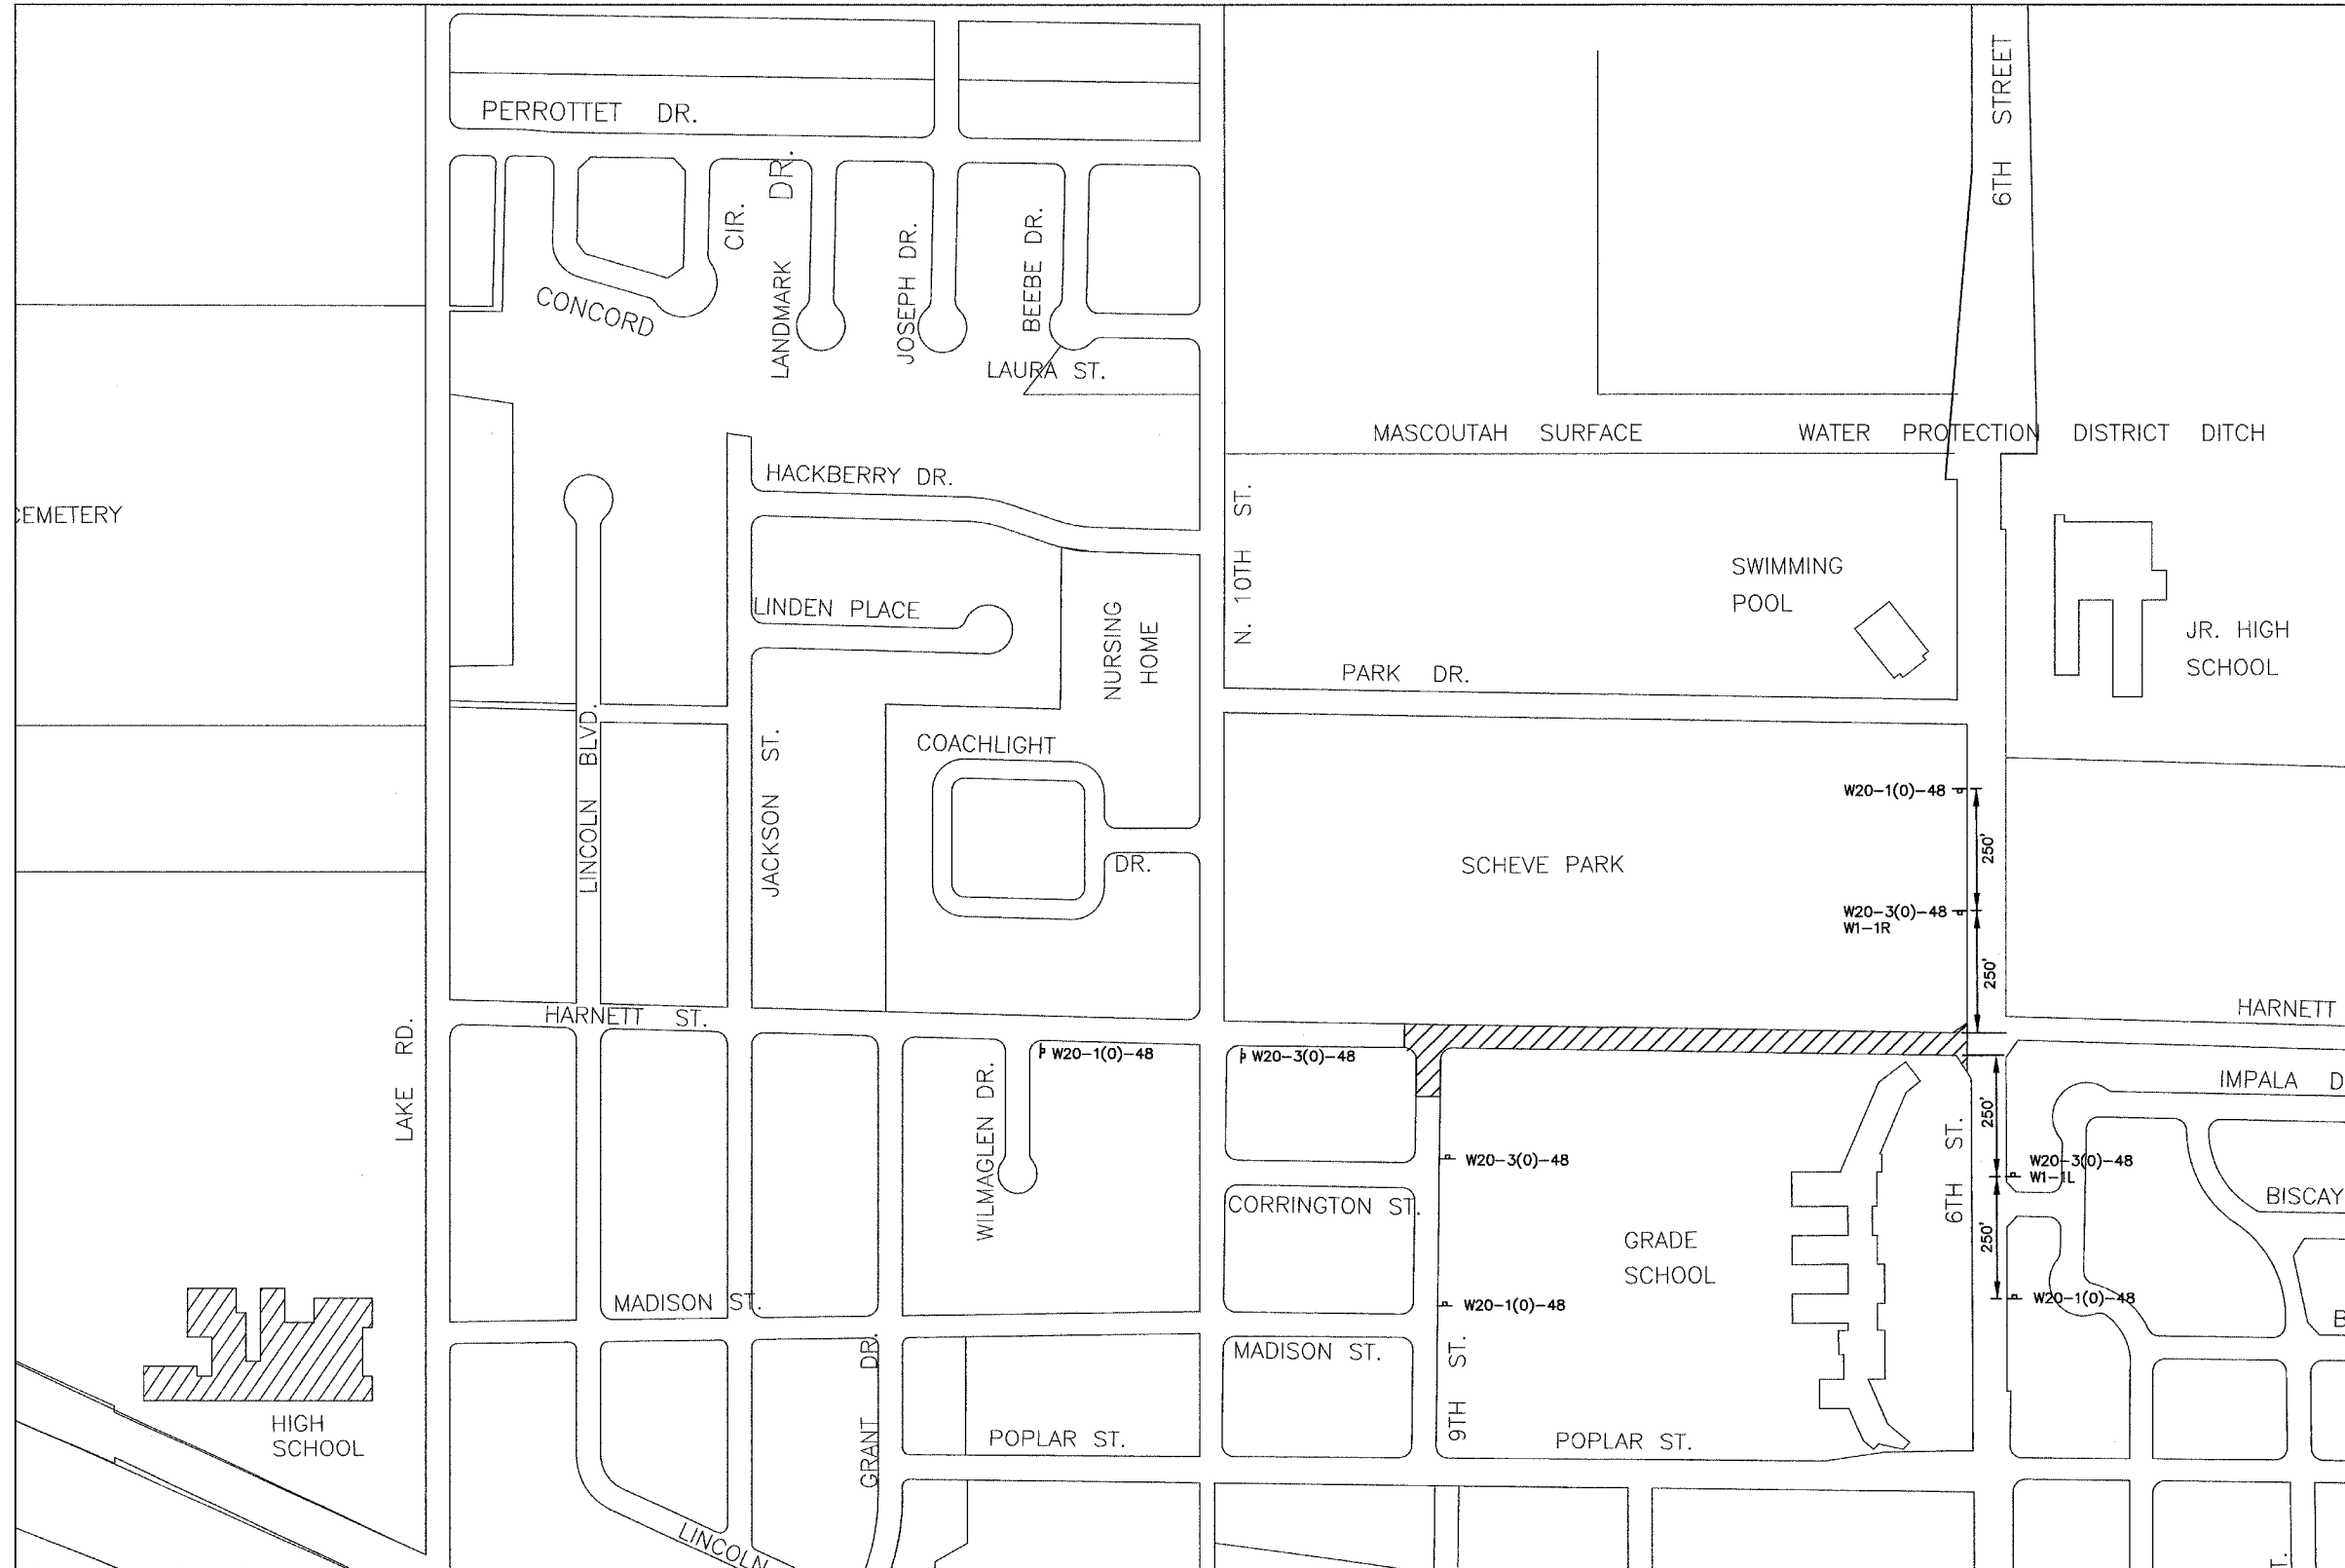 PERROTTET DR.
6TH STREET
CONCORD CIR.
LANDMARK DR.
JOSEPH DR.
BEEBE DR.
LAURA ST.
MASCOUTAH SURFACE WATER PROTECTION DISTRICT DITCH
HACKBERRY DR.
N. 10TH ST.
LINDEN PLACE
NURSING
HOME
SWIMMING
POOL
JR. HIGH
SCHOOL
PARK DR.
LINCOLN BLVD.
JACKSON ST.
COACHLIGHT
DR.
SCHEVE PARK
W20-1(0)-48
250'
W20-3(0)-48
W1-1R
250'
HARNETT
LAKE RD.
HARNETT ST.
W20-1(0)-48
W20-3(0)-48
WILMAGLEN DR.
IMPALA D
250'
W20-3(0)-48
W1-1L
250'
W20-1(0)-48
BISCAY
B
W20-3(0)-48
CORRINGTON ST.
6TH ST.
GRADE
SCHOOL
W20-1(0)-48
MADISON ST.
MADISON ST.
9TH ST.
GRANT DR.
HIGH
SCHOOL
POPLAR ST.
POPLAR ST.
LINCOLN
T.